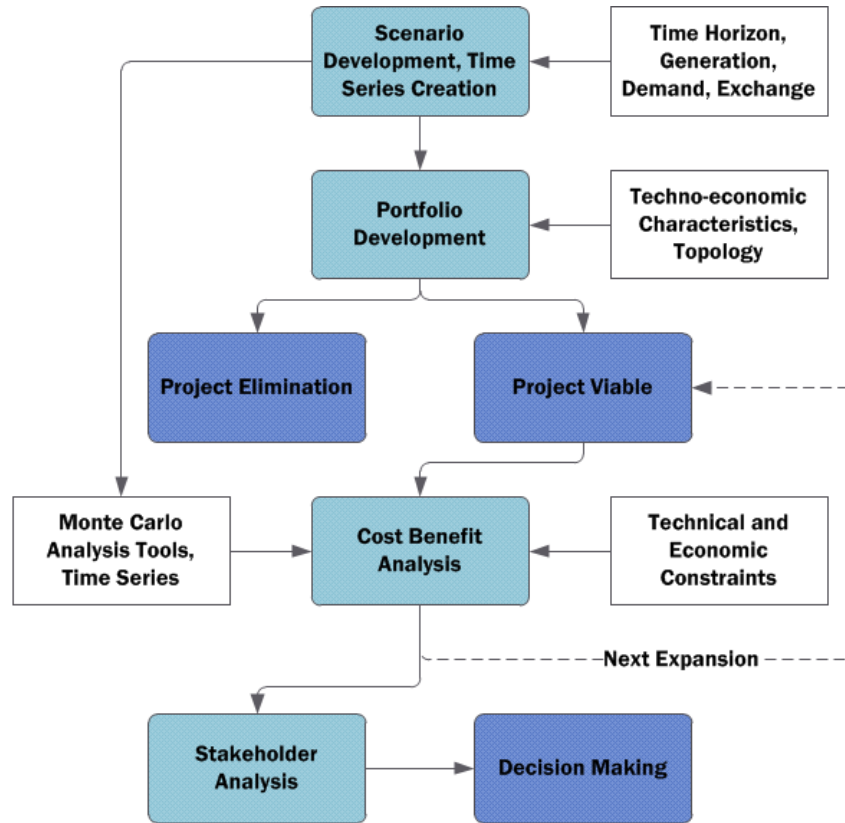 Scenario
Development, Time
Series Creation
Time Horizon,
Generation,
Demand, Exchange
Portfolio
Development
Techno-economic
Characteristics,
Topology
Project Elimination
Project Viable
Monte Carlo
Analysis Tools,
Time Series
Cost Benefit
Analysis
Technical and
Economic
Constraints
Next Expansion
Stakeholder
Analysis
Decision Making